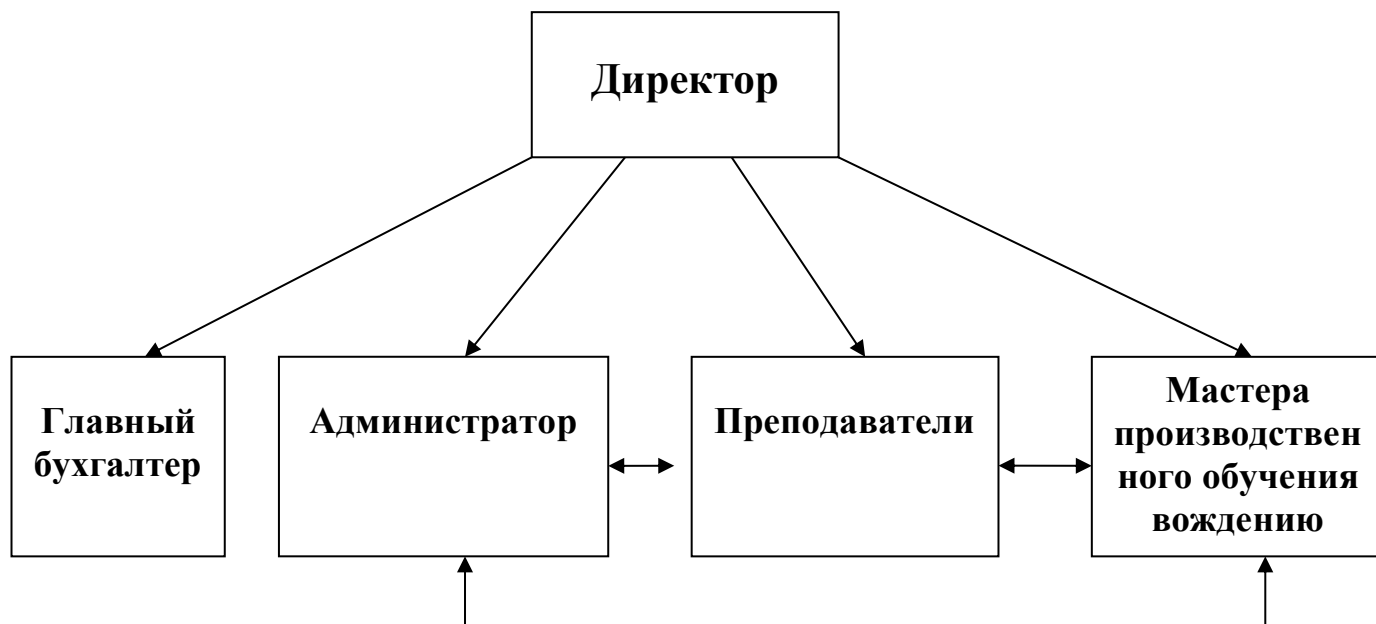 Директор
Главный
бухгалтер
Администратор
Преподаватели
Мастера
производствен
ного обучения
вождению